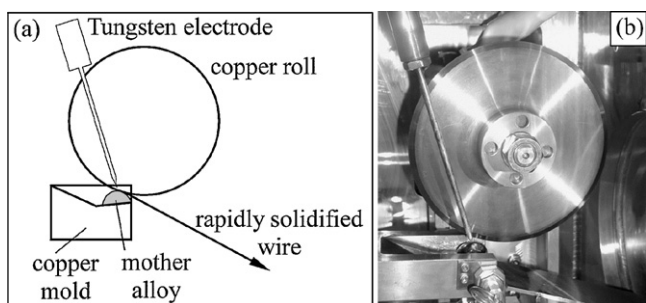 (a)
Tungsten electrode
copper roll
rapidly solidified
wire
copper
mold
mother
alloy
(b)